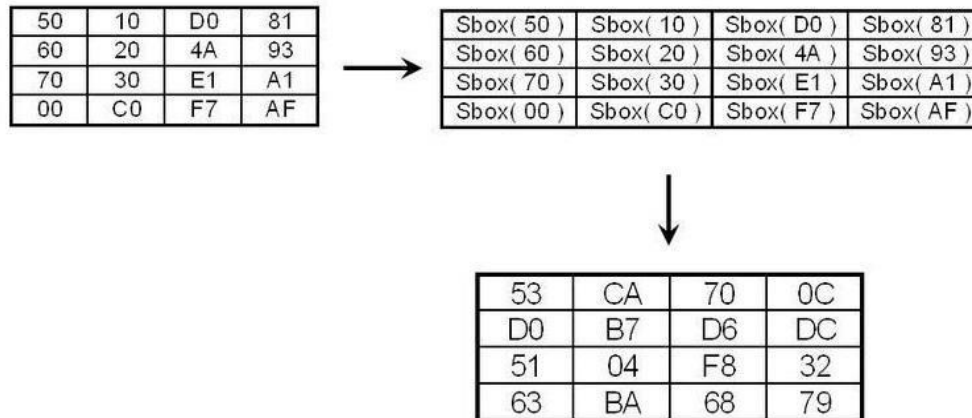 50 10 D0 81
60 20 4A 93
70 30 E1 A1
00 C0 F7 AF
Sbox( 50 ) Sbox( 10 ) Sbox( D0 ) Sbox( 81 )
Sbox( 60 ) Sbox( 20 ) Sbox( 4A ) Sbox( 93 )
Sbox( 70 ) Sbox( 30 ) Sbox( E1 ) Sbox( A1 )
Sbox( 00 ) Sbox( C0 ) Sbox( F7 ) Sbox( AF )
53 CA 70 0C
D0 B7 D6 DC
51 04 F8 32
63 BA 68 79